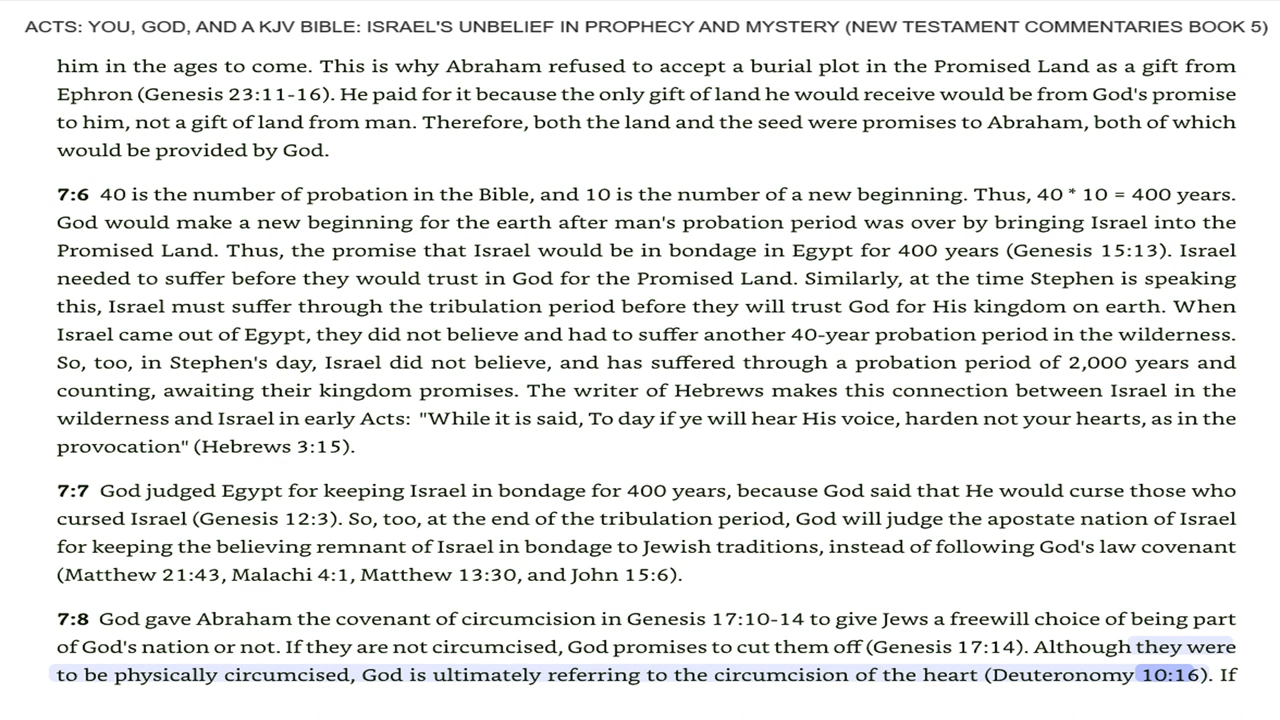 ACTS: YOU, GOD, AND A KJV BIBLE: ISRAEL'S UNBELIEF IN PROPHECY AND MYSTERY (NEW TESTAMENT COMMENTARIES BOOK 5)
him in the ages to come. This is why Abraham refused to accept a burial plot in the Promised Land as a gift from
Ephron (Genesis 23:11-16). He paid for it because the only gift of land he would receive would be from God's promise
to him, not a gift of land from man. Therefore, both the land and the seed were promises to Abraham, both of which
would be provided by God.
7:6 40 is the number of probation in the Bible, and 10 is the number of a new beginning. Thus, 40 * 10 = 400 years.
God would make a new beginning for the earth after man's probation period was over by bringing Israel into the
Promised Land. Thus, the promise that Israel would be in bondage in Egypt for 400 years (Genesis 15:13). Israel
needed to suffer before they would trust in God for the Promised Land. Similarly, at the time Stephen is speaking
this, Israel must suffer through the tribulation period before they will trust God for His kingdom on earth. When
Israel came out of Egypt, they did not believe and had to suffer another 40-year probation period in the wilderness.
So, too, in Stephen's day, Israel did not believe, and has suffered through a probation period of 2,000 years and
counting, awaiting their kingdom promises. The writer of Hebrews makes this connection between Israel in the
wilderness and Israel in early Acts: "While it is said, To day if ye will hear His voice, harden not your hearts, as in the
provocation" (Hebrews 3:15).
7:7 God judged Egypt for keeping Israel in bondage for 400 years, because God said that He would curse those who
cursed Israel (Genesis 12:3). So, too, at the end of the tribulation period, God will judge the apostate nation of Israel
for keeping the believing remnant of Israel in bondage to Jewish traditions, instead of following God's law covenant
(Matthew 21:43, Malachi 4:1, Matthew 13:30, and John 15:6).
7:8 God gave Abraham the covenant of circumcision in Genesis 17:10-14 to give Jews a freewill choice of being part
of God's nation or not. If they are not circumcised, God promises to cut them off (Genesis 17:14). Although they were
to be physically circumcised, God is ultimately referring to the circumcision of the heart (Deuteronomy 10:16). If